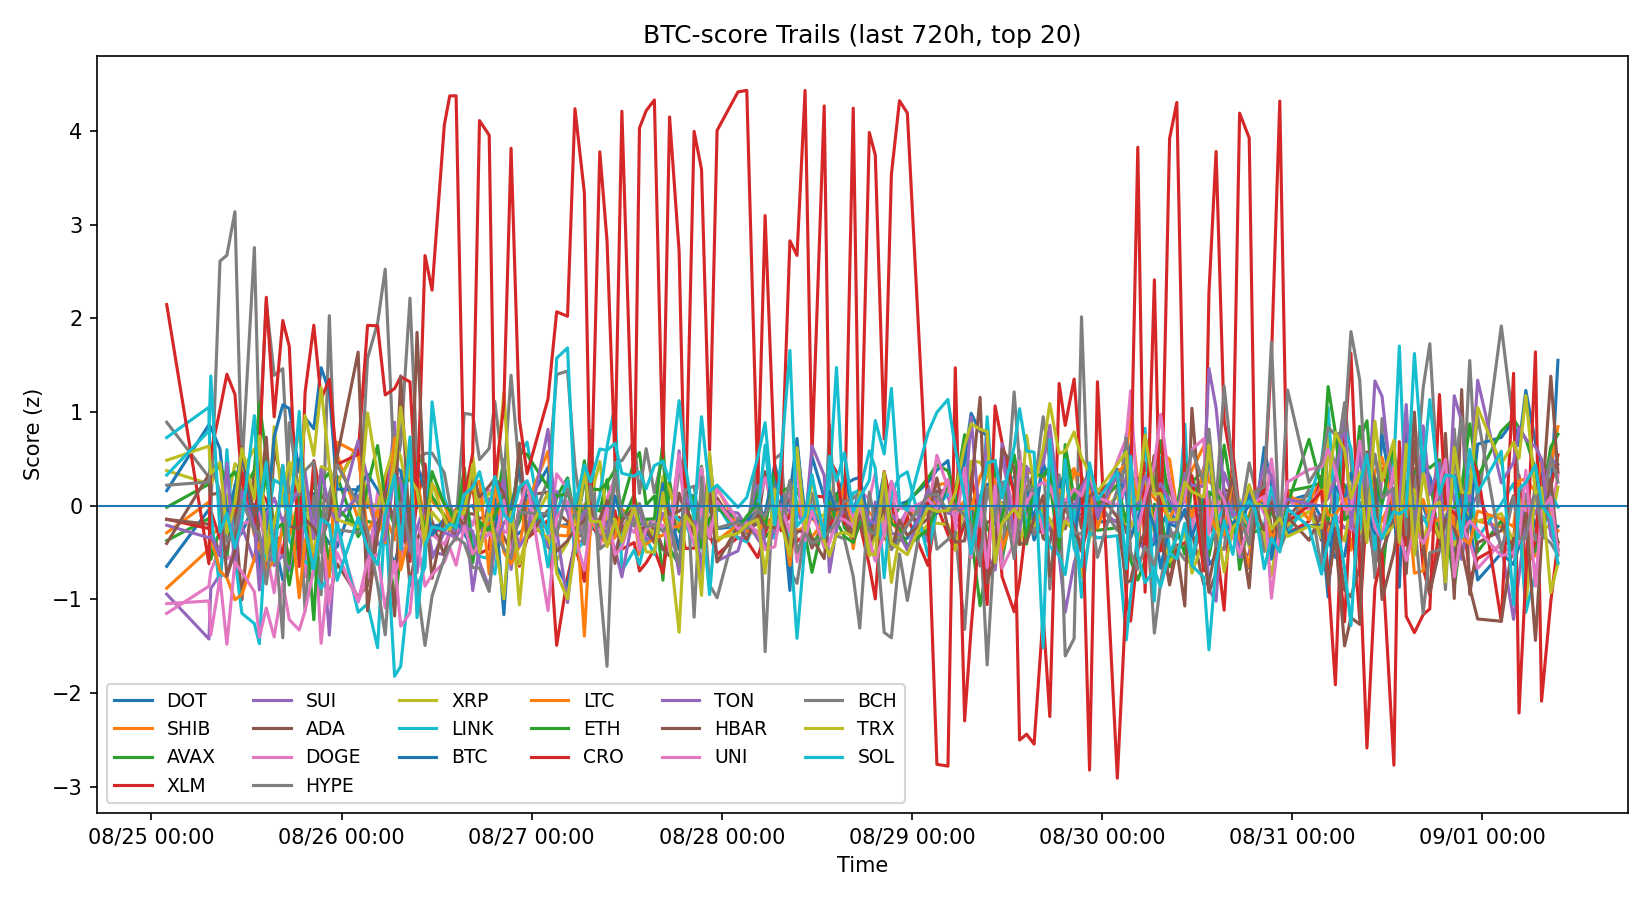 BTC-score Trails (last 720h, top 20)
Score (z)
4
3
2
1
0
−1
−2
−3
DOT SUI XRP LTC TON BCH
SHIB ADA LINK ETH HBAR TRX
AVAX DOGE BTC CRO UNI SOL
XLM HYPE
08/25 00:00 08/26 00:00 08/27 00:00 08/28 00:00 08/29 00:00 08/30 00:00 08/31 00:00 09/01 00:00
Time